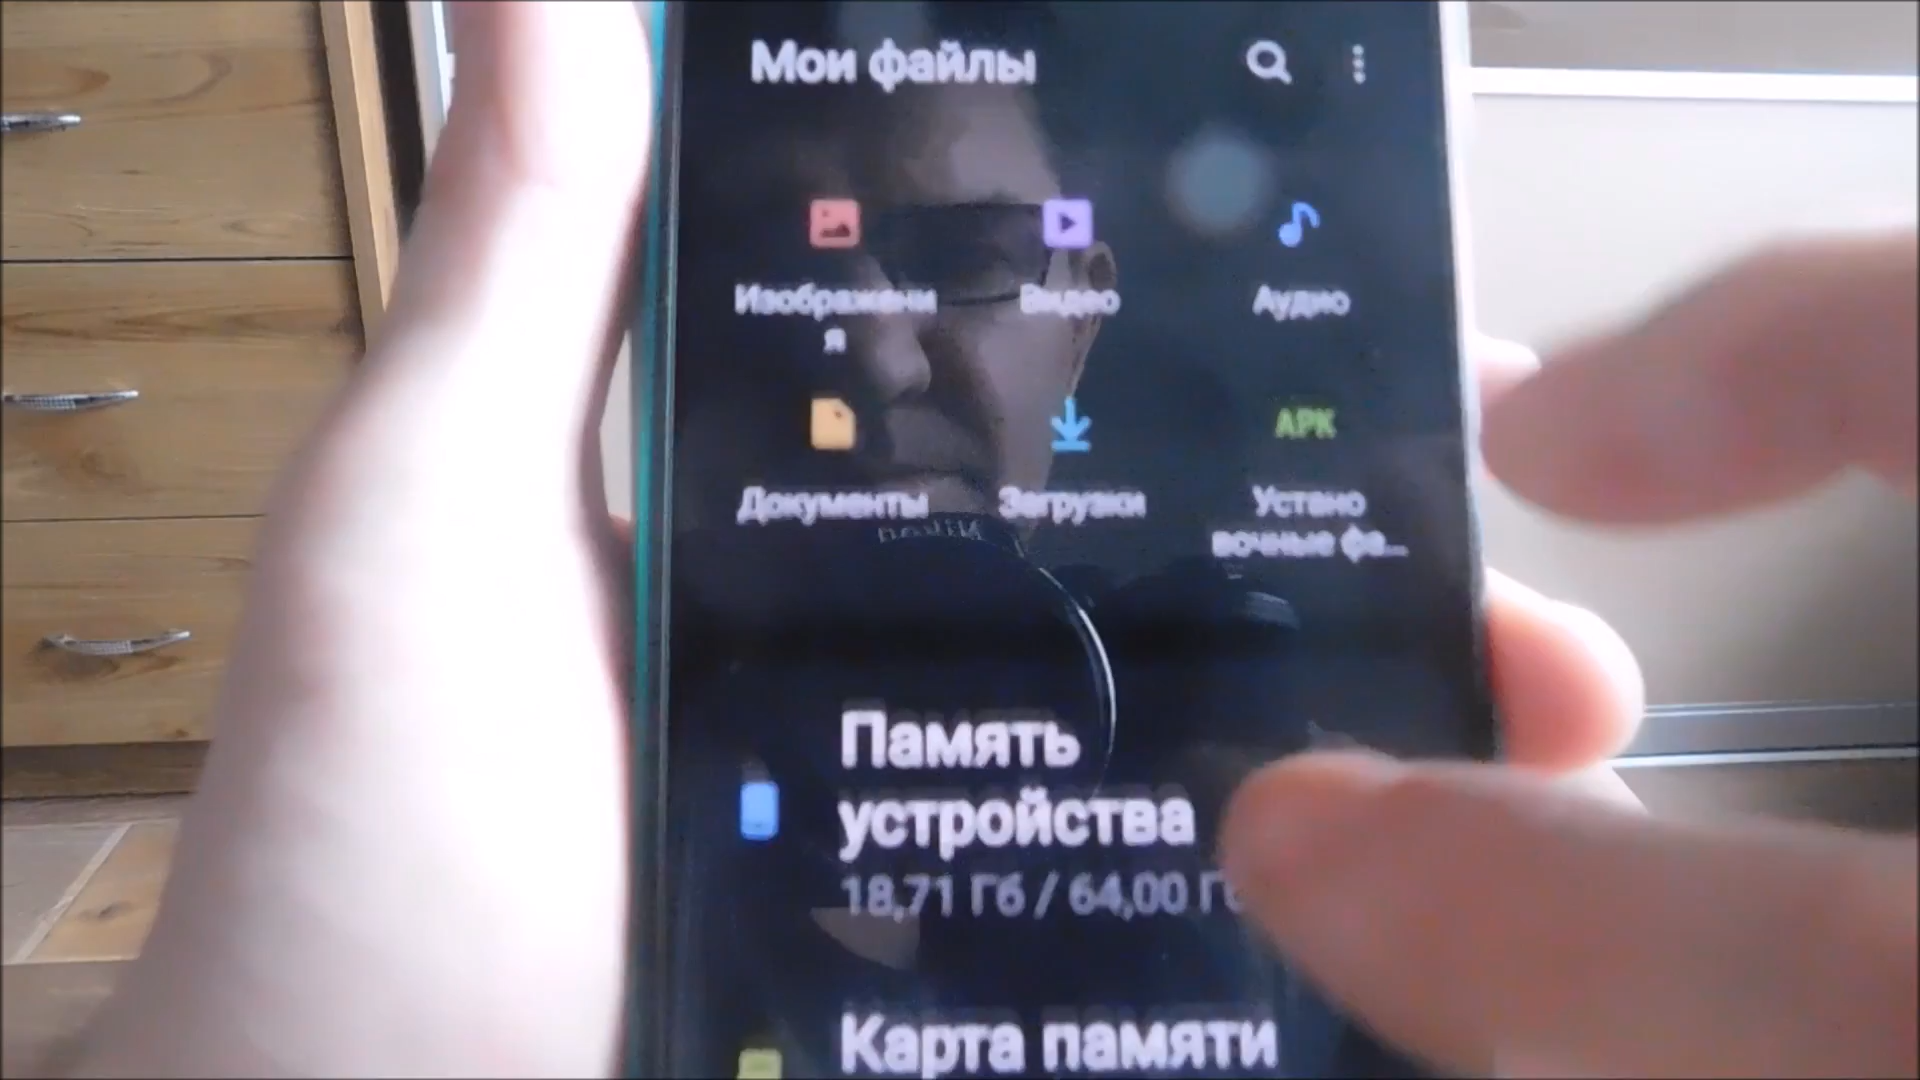 Мои файлы
Изображени
я
Видео
Аудио
Документы
Загрузки
APK
Устано
вочные фа...
Память
устройства
18,71 Гб / 64,00 Гб
Карта памяти